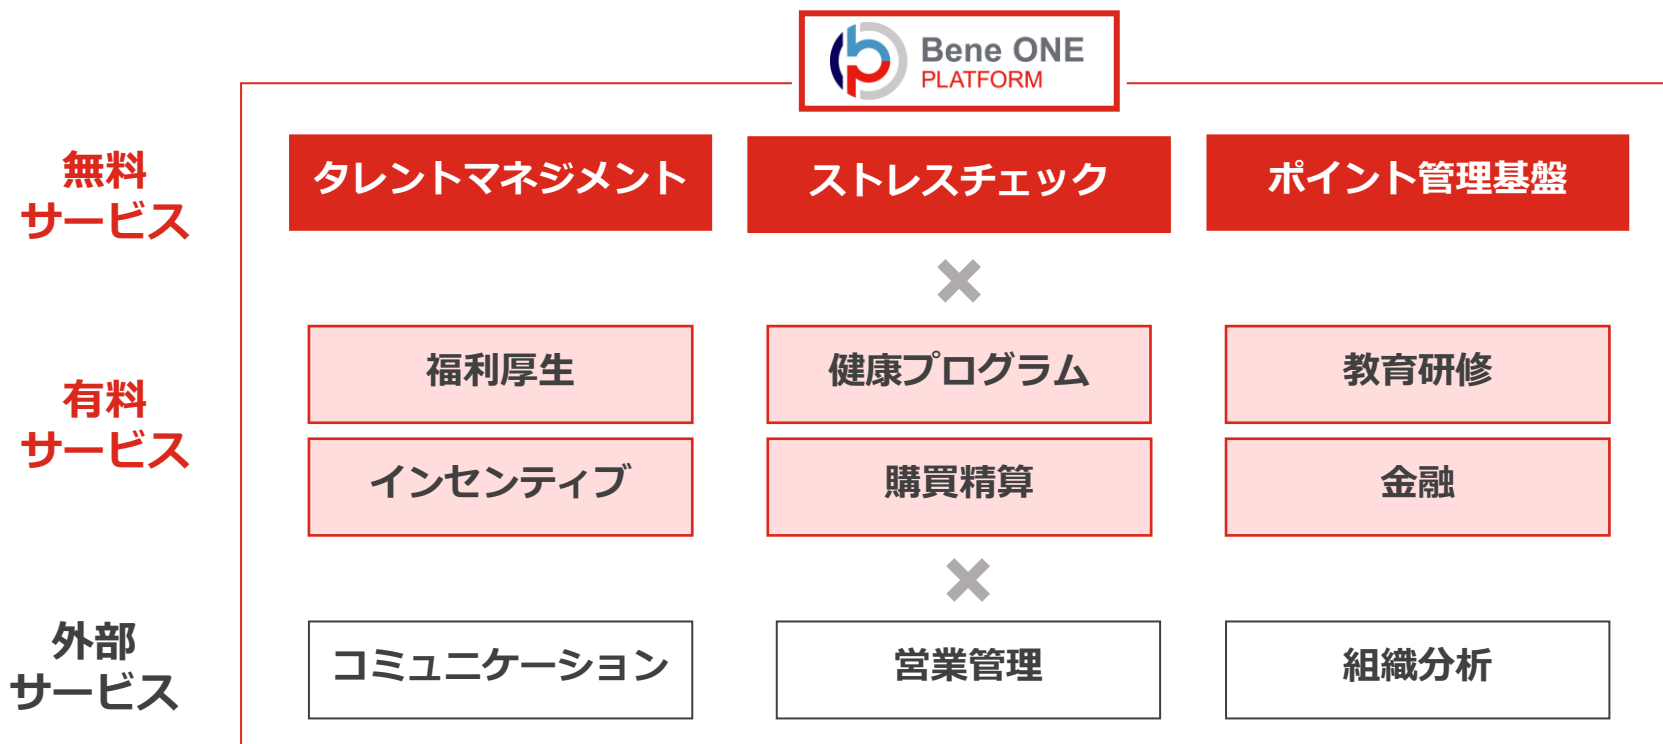 Bene ONE
PLATFORM
無料
サービス
タレントマネジメント
ストレスチェック
ポイント管理基盤
有料
サービス
福利厚生
健康プログラム
教育研修
インセンティブ
購買精算
金融
外部
サービス
コミュニケーション
営業管理
組織分析